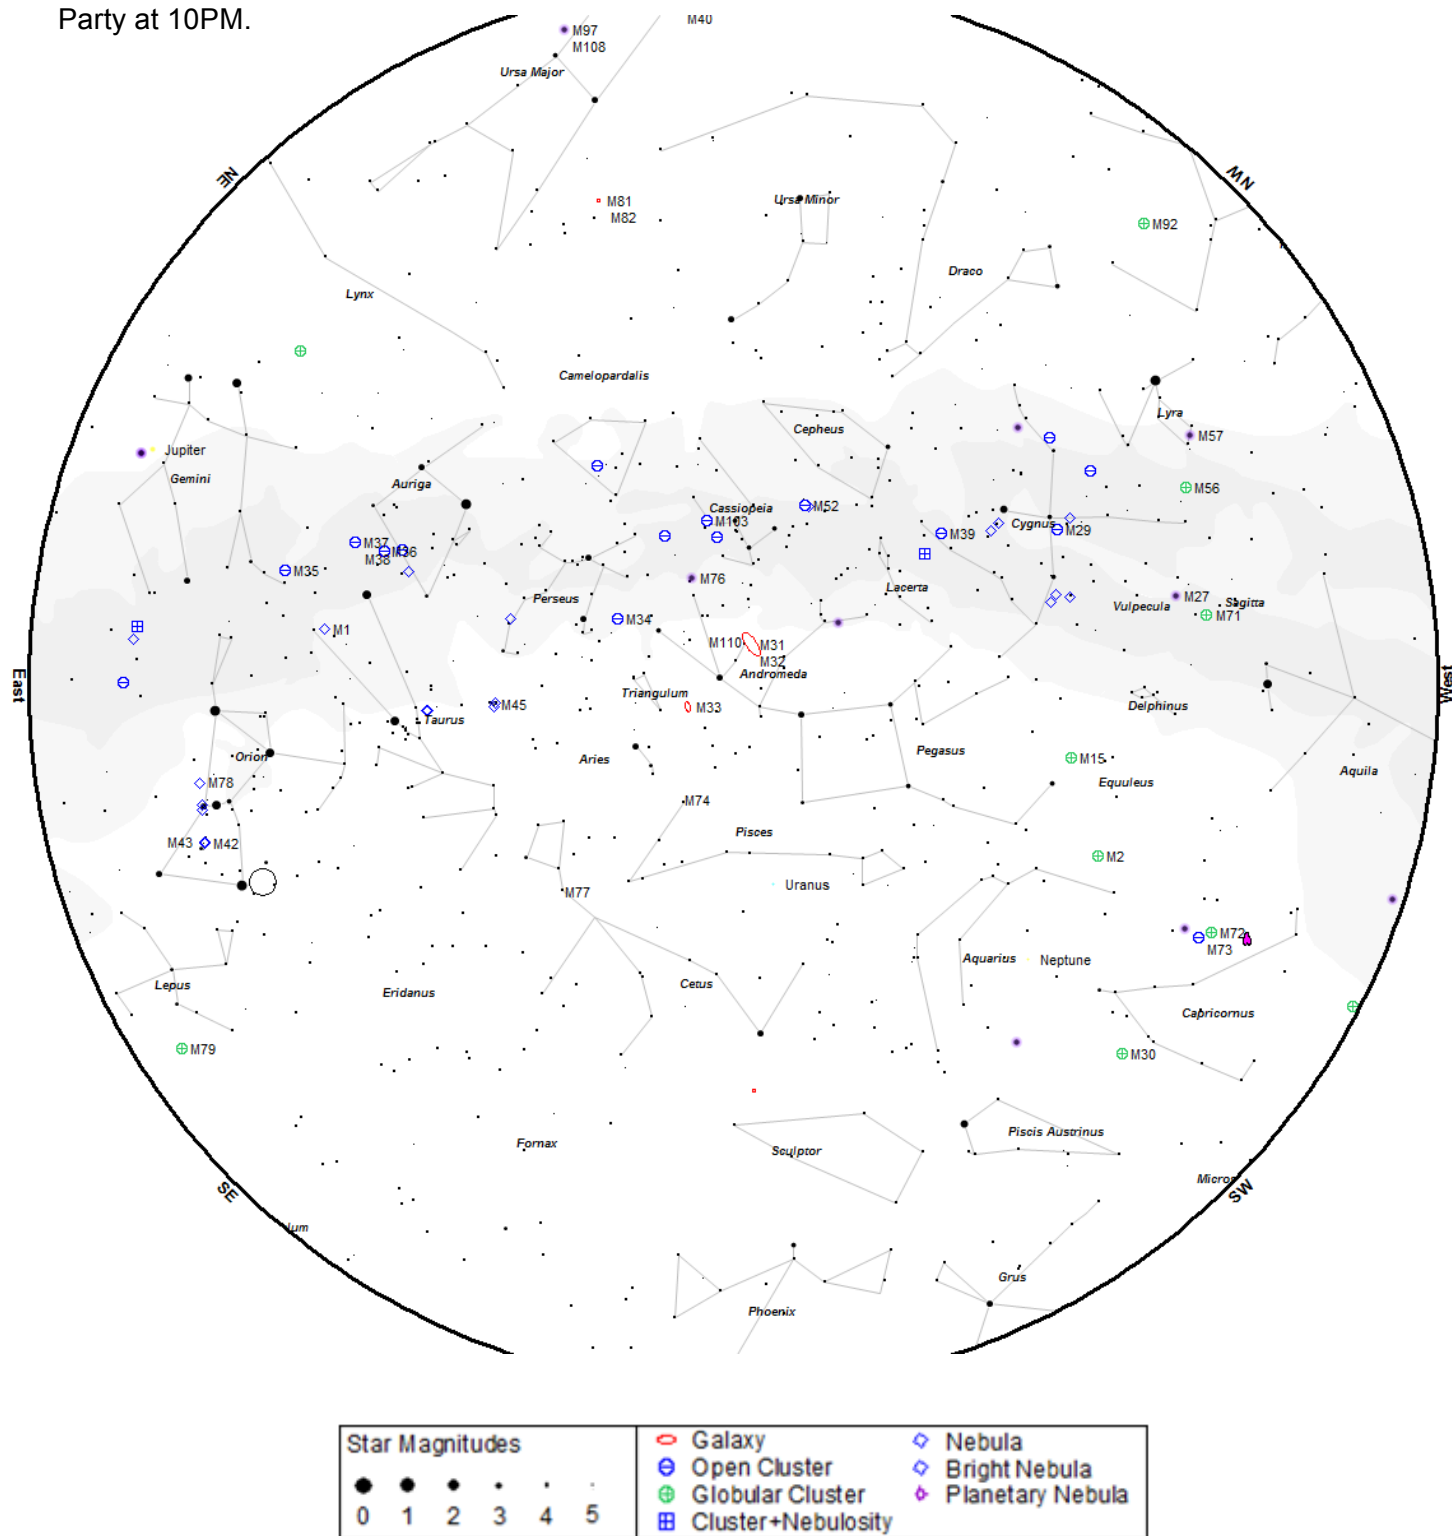 Party at 10PM.
M40
M97
M108
Ursa Major
NE
NW
M81
M82
Ursa Minor
M92
Draco
Lynx
Camelopardalis
Lyra
Cepheus
M57
Jupiter
Gemini
Auriga
M56
Cassiopeia
M52
M103
Cygnus
M29
M39
M37
M36
M38
M35
M76
Lacerta
Perseus
M27
Vulpecula
Sagitta
M71
M34
M1
M110
M31
M32
Andromeda
East
West
Triangulum
M33
M45
Taurus
Delphinus
Orion
Aries
Pegasus
M15
Equuleus
Aquila
M78
M74
Pisces
M43
M42
M2
Uranus
M77
M72
M73
Aquarius
Neptune
Lepus
Eridanus
Cetus
Capricornus
M79
M30
Fornax
Sculptor
Piscis Austrinus
Micros
SE
SW
lum
Grus
Phoenix
Star Magnitudes
0 1 2 3 4 5
Galaxy
Open Cluster
Globular Cluster
Cluster+Nebulosity
Nebula
Bright Nebula
Planetary Nebula